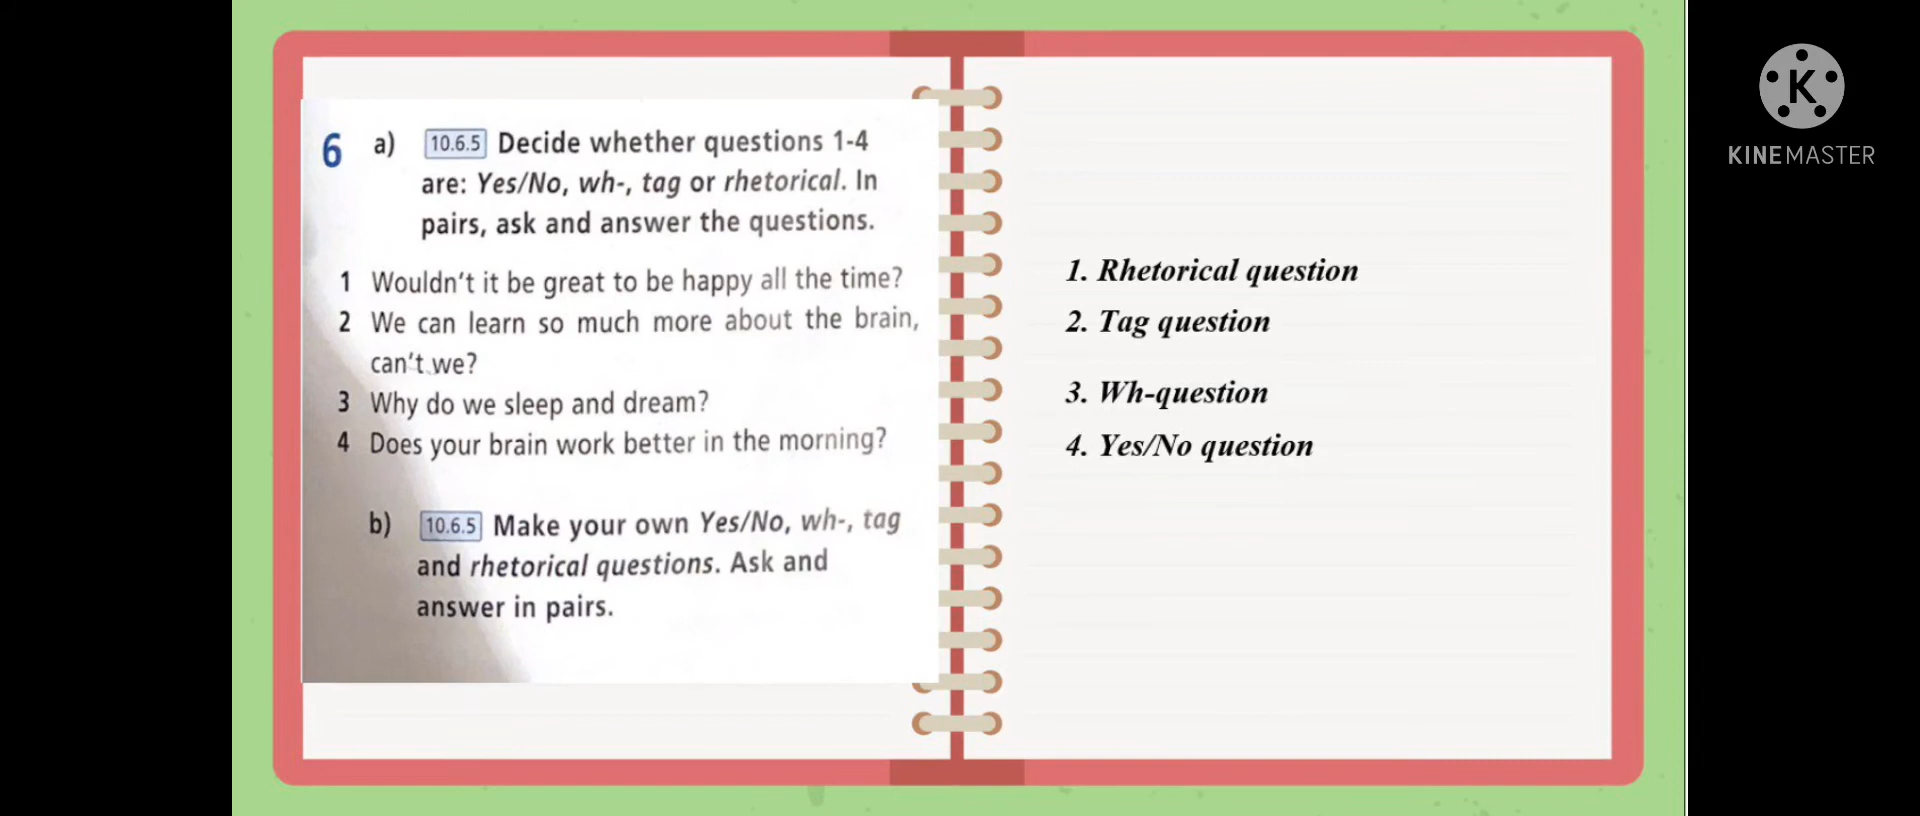 6 a) 10.6.5 Decide whether questions 1-4
are: Yes/No, wh-, tag or rhetorical. In
pairs, ask and answer the questions.
1 Wouldn't it be great to be happy all the time?
2 We can learn so much more about the brain,
can't we?
3 Why do we sleep and dream?
4 Does your brain work better in the morning?
b) 10.6.5 Make your own Yes/No, wh-, tag
and rhetorical questions. Ask and
answer in pairs.
1. Rhetorical question
2. Tag question
3. Wh-question
4. Yes/No question
K
KINEMASTER